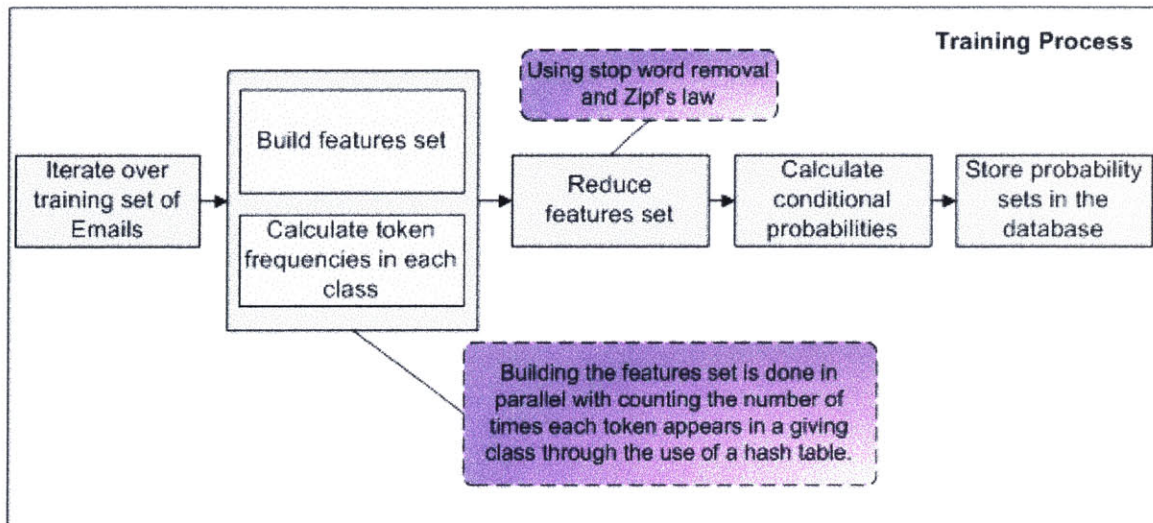 Training Process
Using stop word removal
and Zipf's law
Iterate over
training set of
Emails
Build features set
Calculate token
frequencies in each
class
Reduce
features set
Calculate
conditional
probabilities
Store probability
sets in the
database
Building the features set is done in
parallel with counting the number of
times each token appears in a giving
class through the use of a hash table.